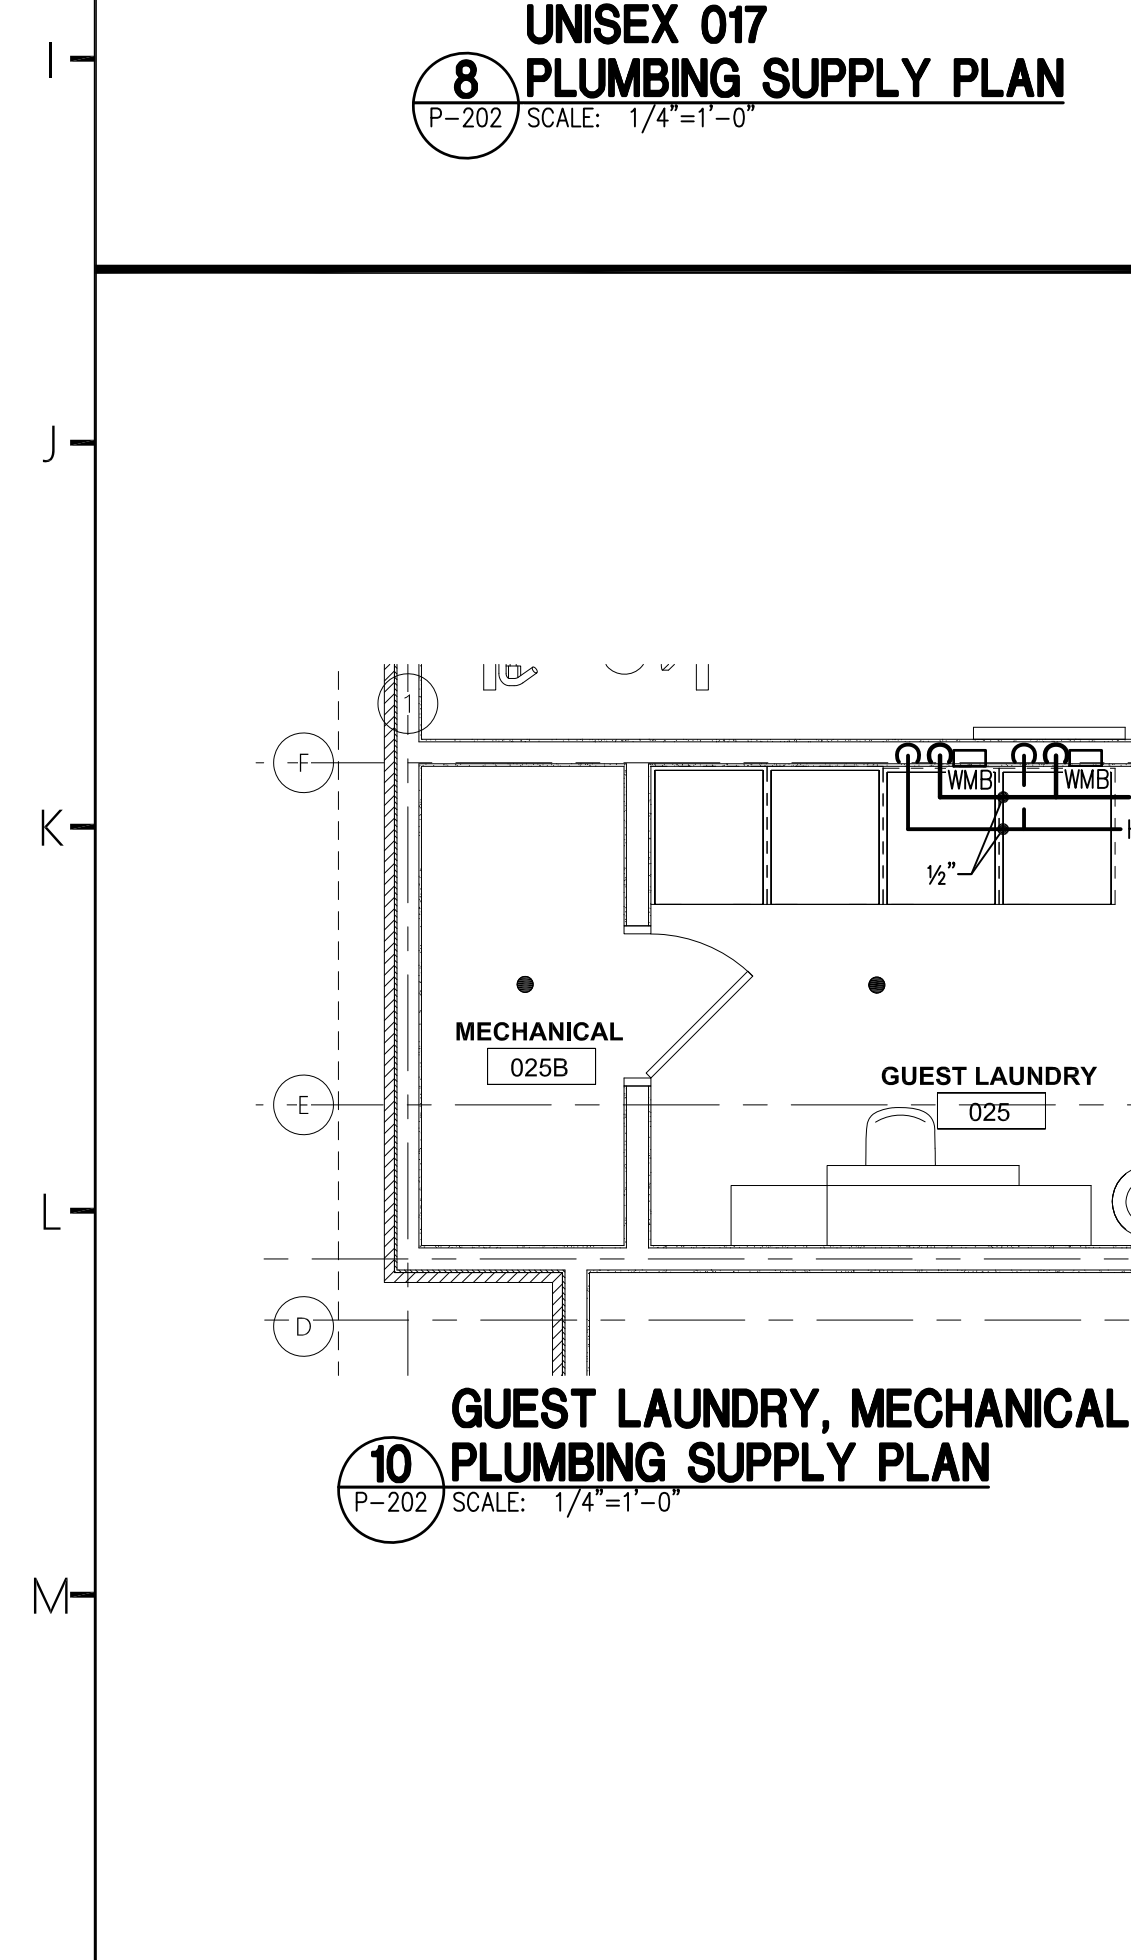 I
UNISEX 017
8 PLUMBING SUPPLY PLAN
P-202 SCALE: 1/4"=1'-0"
J
1
F
WMB WMB
K
½"
MECHANICAL
025B
GUEST LAUNDRY
025
E
L
D
GUEST LAUNDRY, MECHANICAL
10 PLUMBING SUPPLY PLAN
P-202 SCALE: 1/4"=1'-0"
M